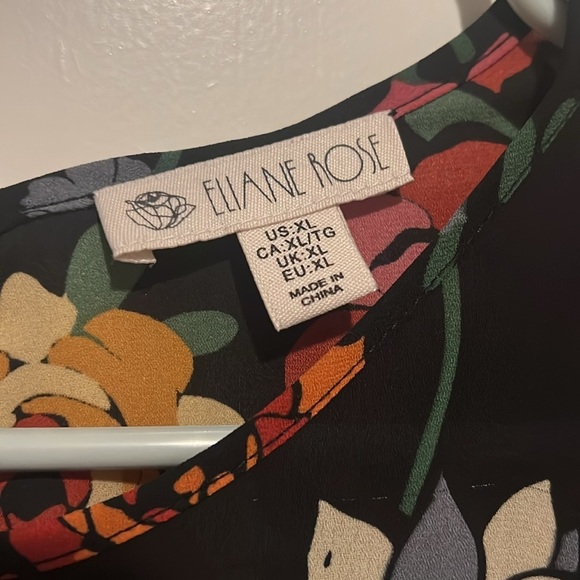 ELIANE ROSE
US:XL
CA:XL/TG
UK:XL
EU:XL
MADE IN
CHINA